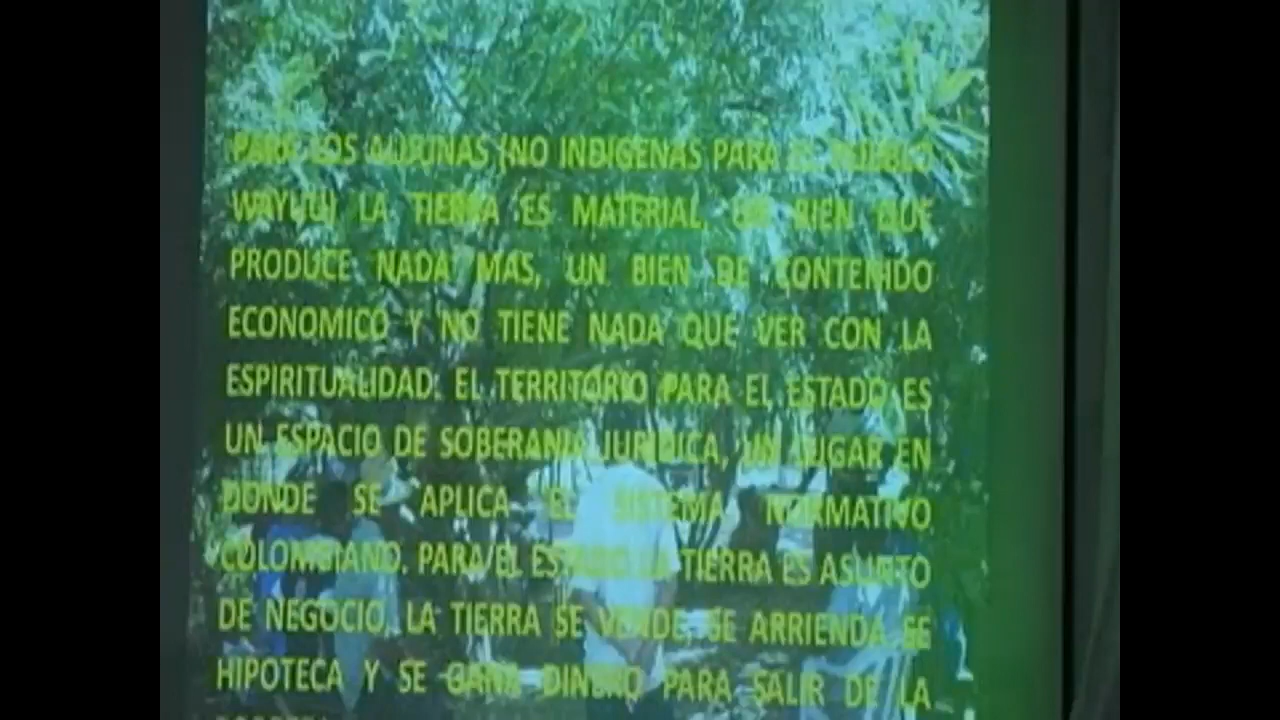 PARA LOS ALIJUNAS (NO INDIGENAS PARA EL PUEBLO
WAYUU) LA TIERRA ES MATERIAL, UN BIEN QUE
PRODUCE NADA MAS, UN BIEN DE CONTENIDO
ECONOMICO Y NO TIENE NADA QUE VER CON LA
ESPIRITUALIDAD. EL TERRITORIO PARA EL ESTADO ES
UN ESPACIO DE SOBERANIA JURIDICA, UN LUGAR EN
DONDE SE APLICA EL SISTEMA NORMATIVO
COLOMBIANO. PARA EL ESTADO LA TIERRA ES ASUNTO
DE NEGOCIO, LA TIERRA SE VENDE, SE ARRIENDA SE
HIPOTECA Y SE GANA DINERO PARA SALIR DE LA